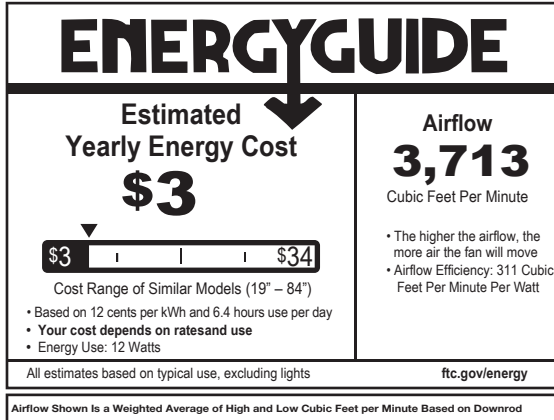 ENERGYGUIDE
Estimated
Yearly Energy Cost
$3
$3 $34
Cost Range of Similar Models (19” – 84”)
• Based on 12 cents per kWh and 6.4 hours use per day
• Your cost depends on ratesand use
• Energy Use: 12 Watts
Airflow
3,713
Cubic Feet Per Minute
• The higher the airflow, the
more air the fan will move
• Airflow Efficiency: 311 Cubic
Feet Per Minute Per Watt
All estimates based on typical use, excluding lights
ftc.gov/energy
Airflow Shown Is a Weighted Average of High and Low Cubic Feet per Minute Based on Downrod